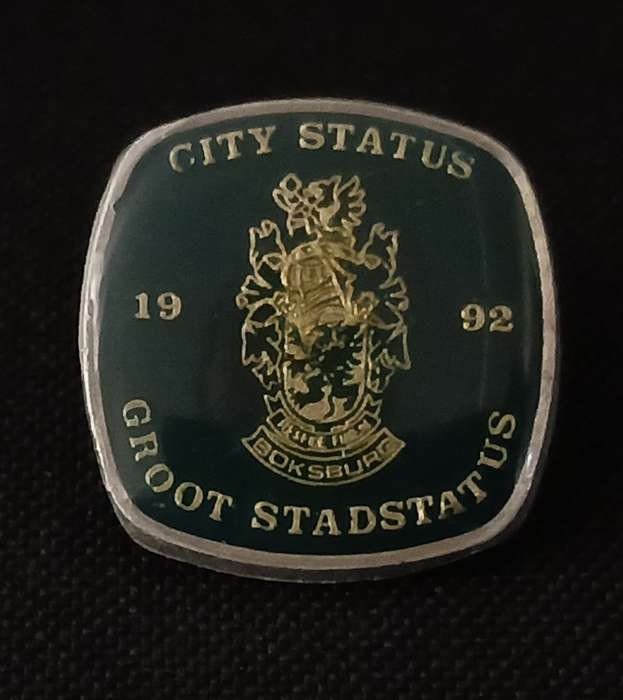 CITY STATUS
19 92
BOKSBURG
GROOT STADSTATUS